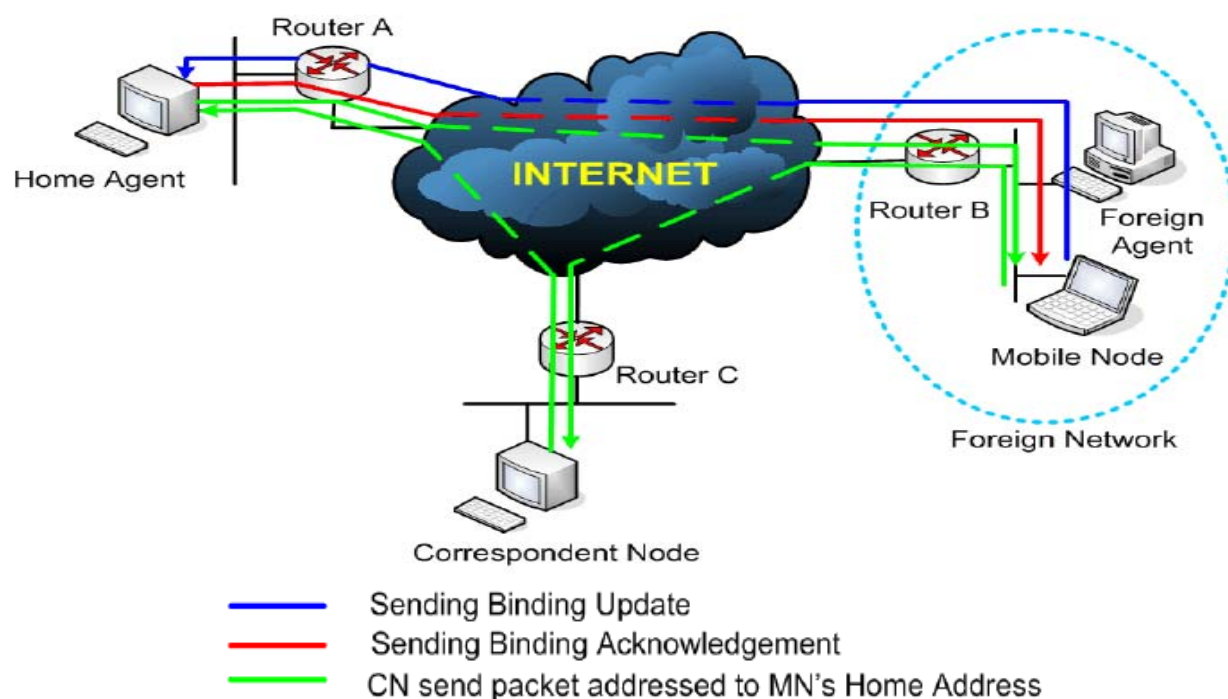 Router A
Home Agent
INTERNET
Router B
Foreign
Agent
Mobile Node
Router C
Foreign Network
Correspondent Node
Sending Binding Update
Sending Binding Acknowledgement
CN send packet addressed to MN's Home Address